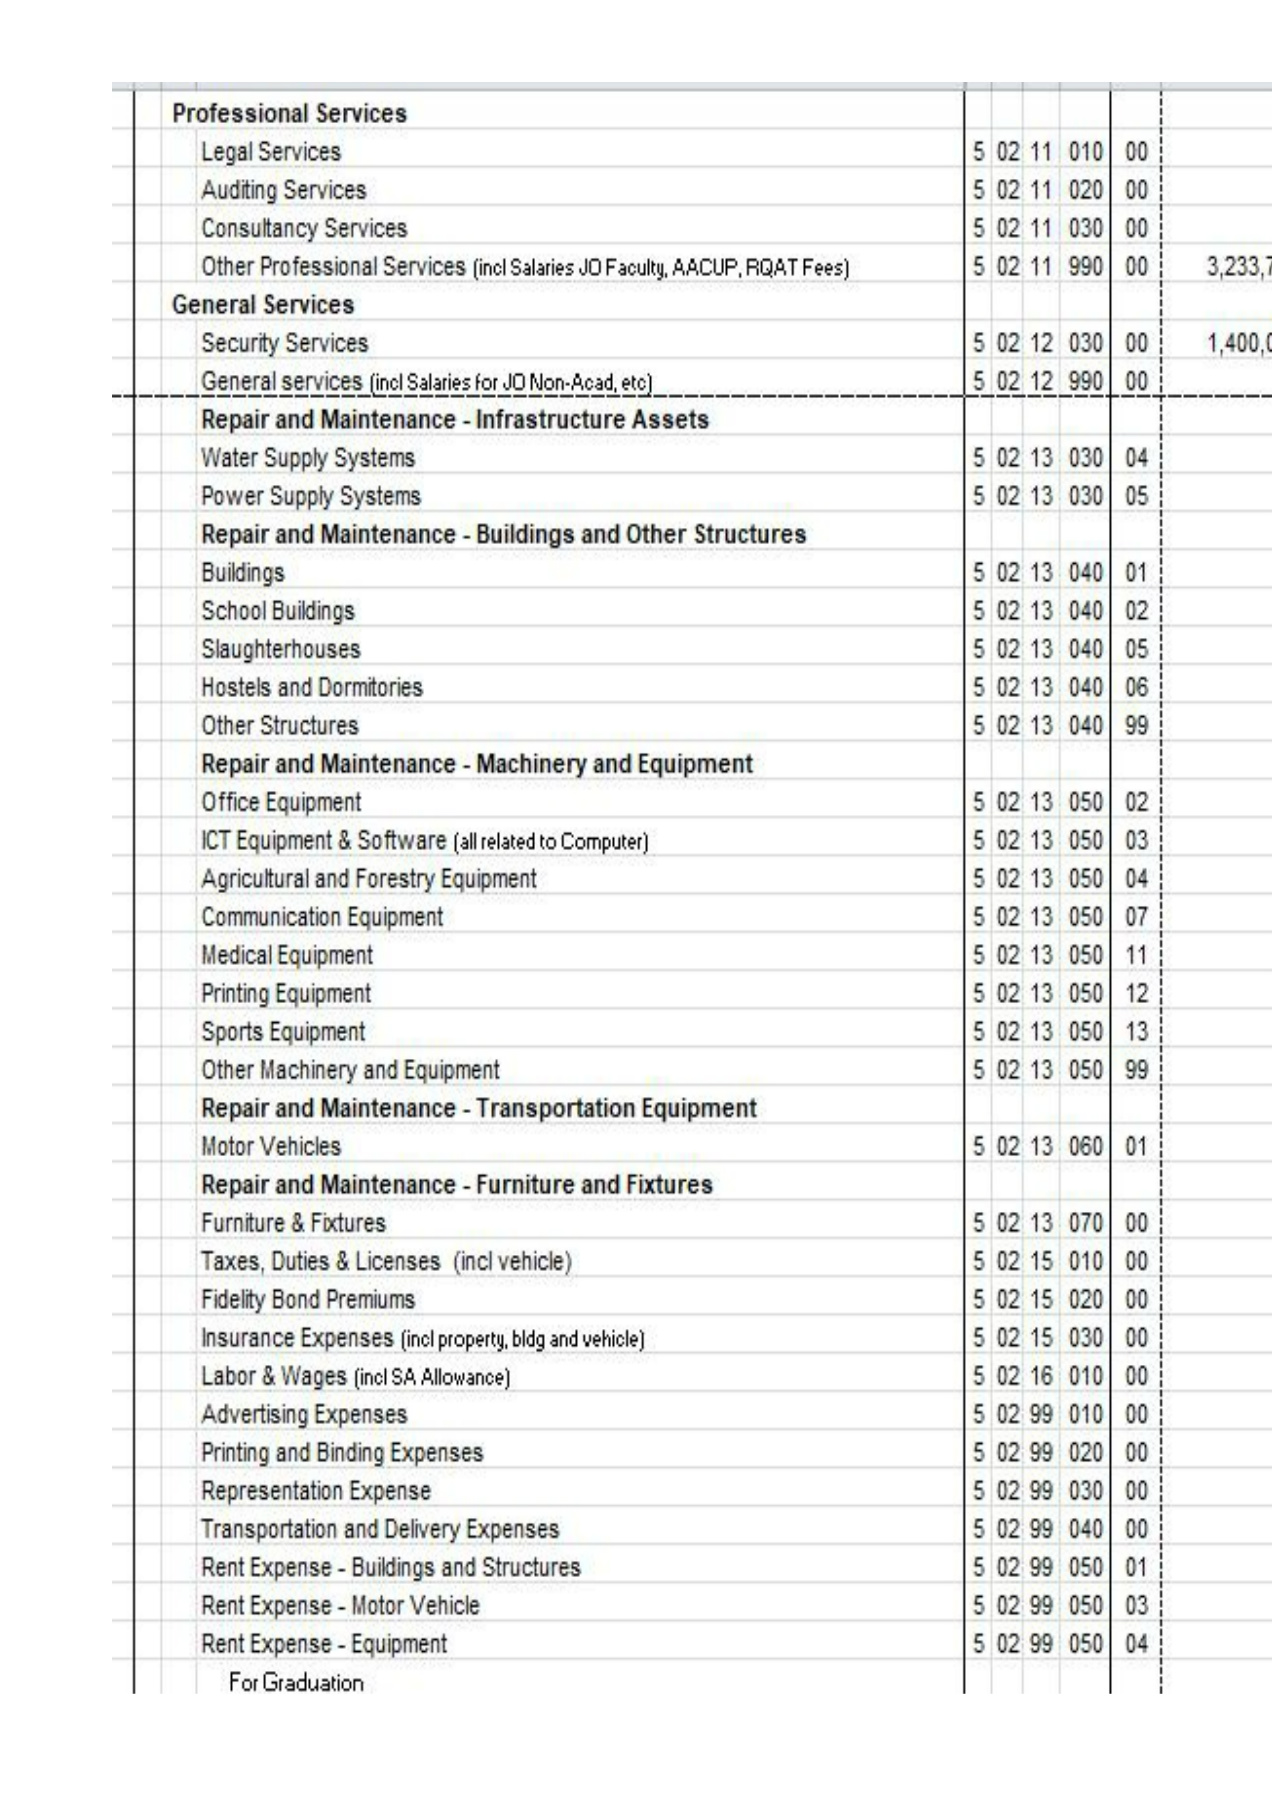 Professional Services
Legal Services 5 02 11 010 00
Auditing Services 5 02 11 020 00
Consultancy Services 5 02 11 030 00
Other Professional Services (incl Salaries JO Faculty, AACUP, RQAT Fees) 5 02 11 990 00 3,233,7
General Services
Security Services 5 02 12 030 00 1,400,0
General services (incl Salaries for JO Non-Acad, etc) 5 02 12 990 00
Repair and Maintenance - Infrastructure Assets
Water Supply Systems 5 02 13 030 04
Power Supply Systems 5 02 13 030 05
Repair and Maintenance - Buildings and Other Structures
Buildings 5 02 13 040 01
School Buildings 5 02 13 040 02
Slaughterhouses 5 02 13 040 05
Hostels and Dormitories 5 02 13 040 06
Other Structures 5 02 13 040 99
Repair and Maintenance - Machinery and Equipment
Office Equipment 5 02 13 050 02
ICT Equipment & Software (all related to Computer) 5 02 13 050 03
Agricultural and Forestry Equipment 5 02 13 050 04
Communication Equipment 5 02 13 050 07
Medical Equipment 5 02 13 050 11
Printing Equipment 5 02 13 050 12
Sports Equipment 5 02 13 050 13
Other Machinery and Equipment 5 02 13 050 99
Repair and Maintenance - Transportation Equipment
Motor Vehicles 5 02 13 060 01
Repair and Maintenance - Furniture and Fixtures
Furniture & Fixtures 5 02 13 070 00
Taxes, Duties & Licenses (incl vehicle) 5 02 15 010 00
Fidelity Bond Premiums 5 02 15 020 00
Insurance Expenses (incl property, bldg and vehicle) 5 02 15 030 00
Labor & Wages (incl SA Allowance) 5 02 16 010 00
Advertising Expenses 5 02 99 010 00
Printing and Binding Expenses 5 02 99 020 00
Representation Expense 5 02 99 030 00
Transportation and Delivery Expenses 5 02 99 040 00
Rent Expense - Buildings and Structures 5 02 99 050 01
Rent Expense - Motor Vehicle 5 02 99 050 03
Rent Expense - Equipment 5 02 99 050 04
For Graduation